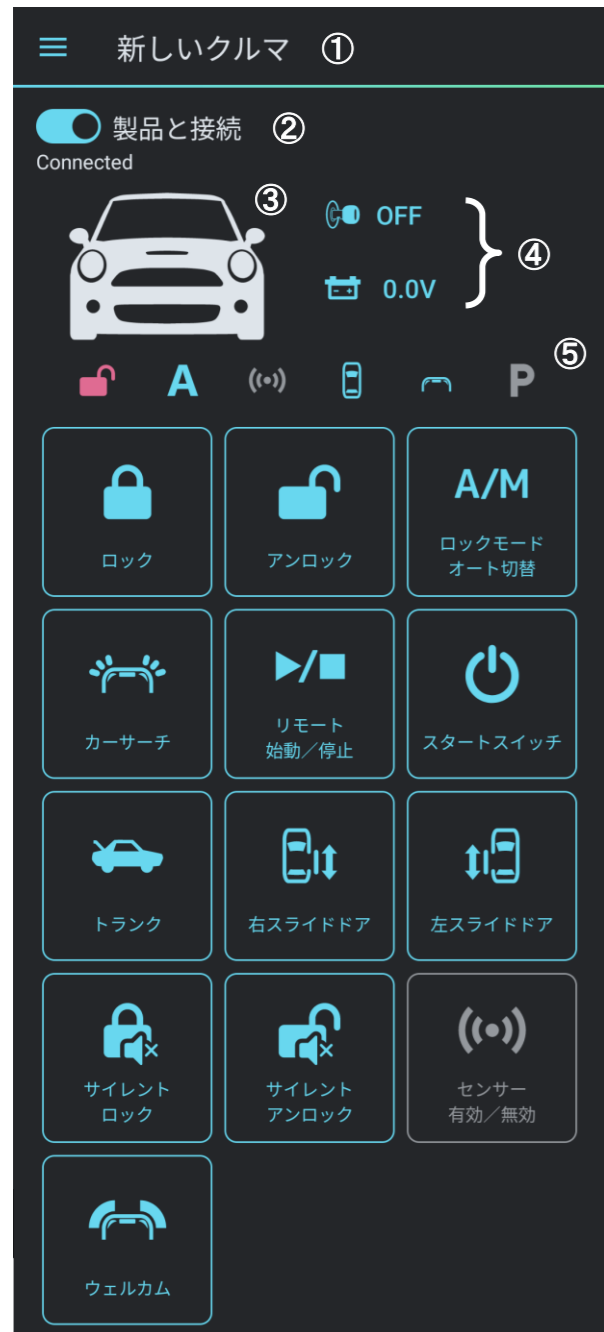 新しいクルマ ①
製品と接続 ②
Connected
③
OFF
④
0.0V
⑤
A
P
ロック
アンロック
A/M
ロックモード
オート切替
カーサーチ
リモート
始動／停止
スタートスイッチ
トランク
右スライドドア
左スライドドア
サイレント
ロック
サイレント
アンロック
センサー
有効／無効
ウェルカム